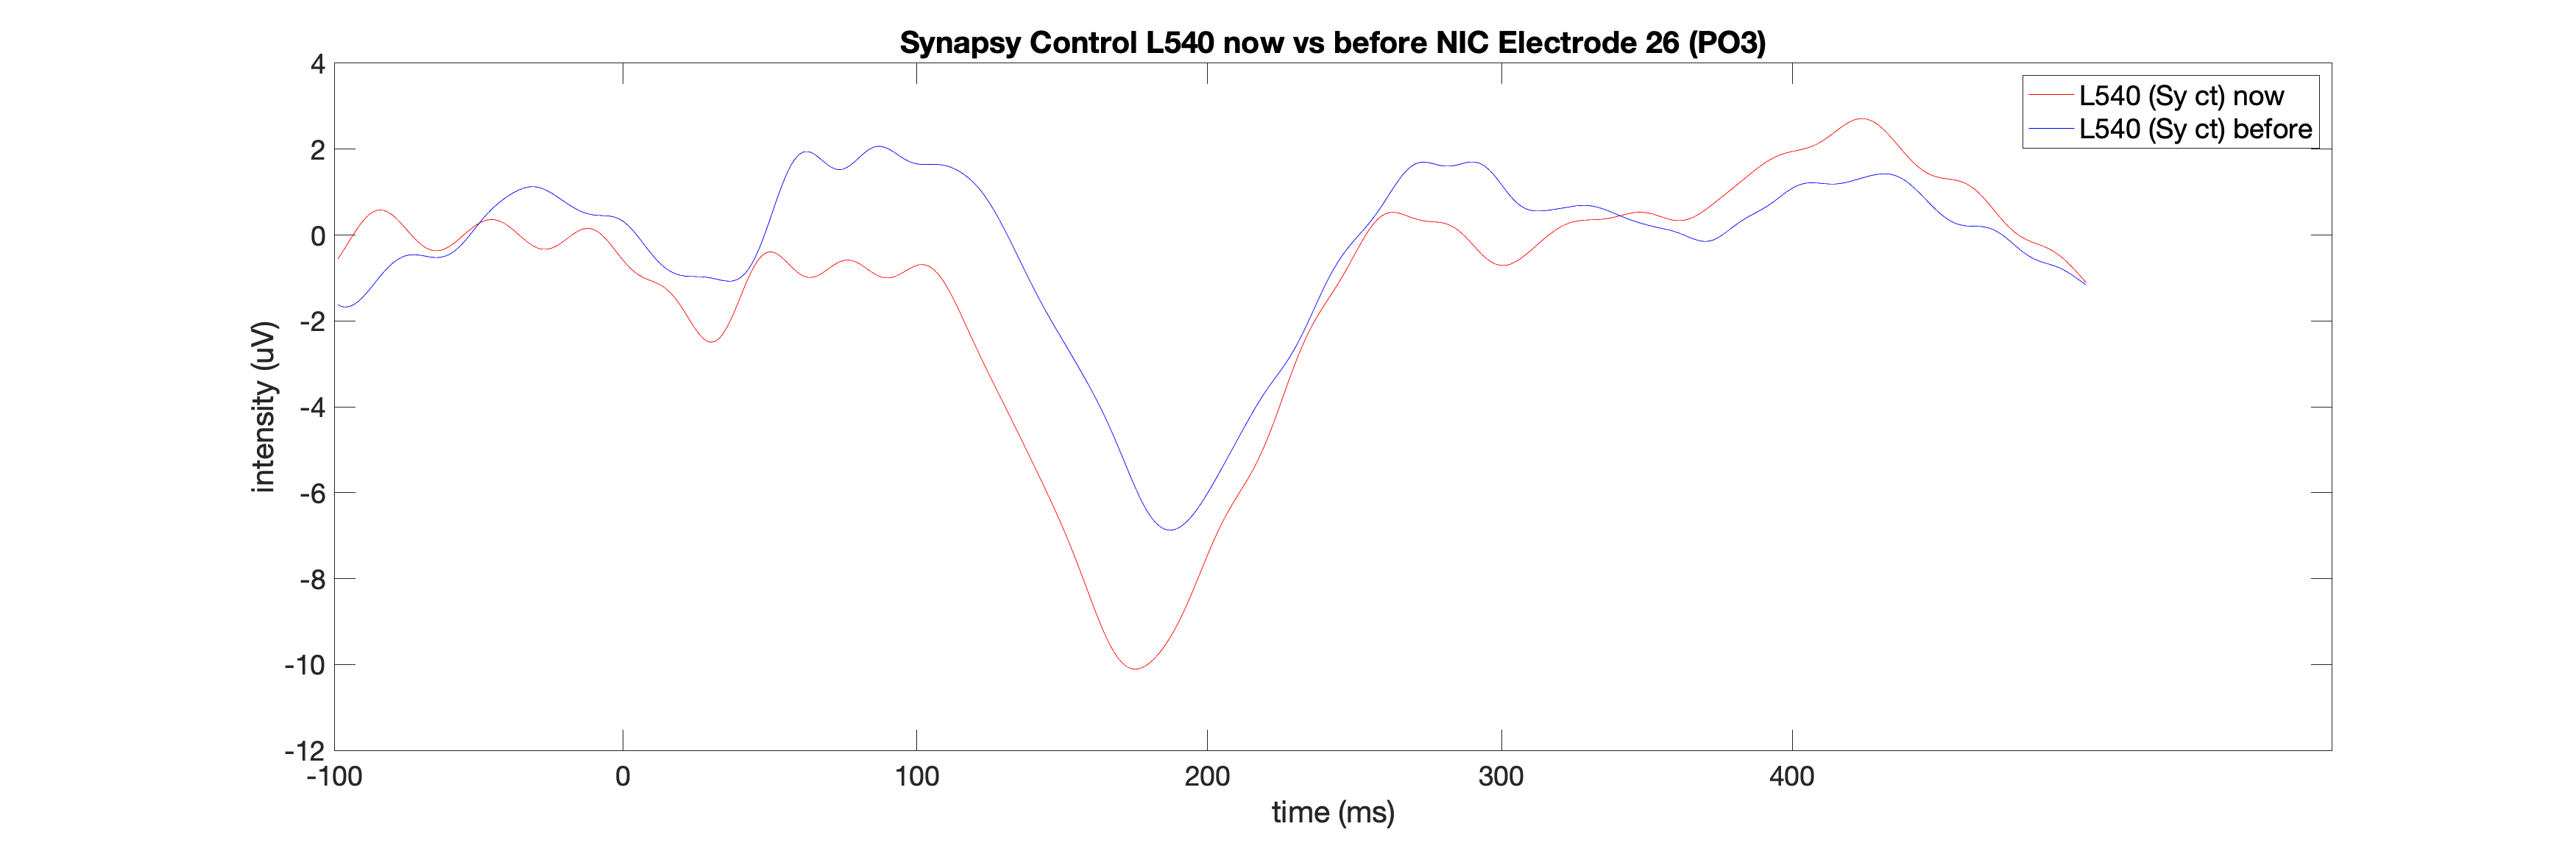 Synapsy Control L540 now vs before NIC Electrode 26 (PO3)
4
2
0
-2
-4
-6
-8
-10
-12
intensity (uV)
L540 (Sy ct) now
L540 (Sy ct) before
-100 0 100 200 300 400
time (ms)